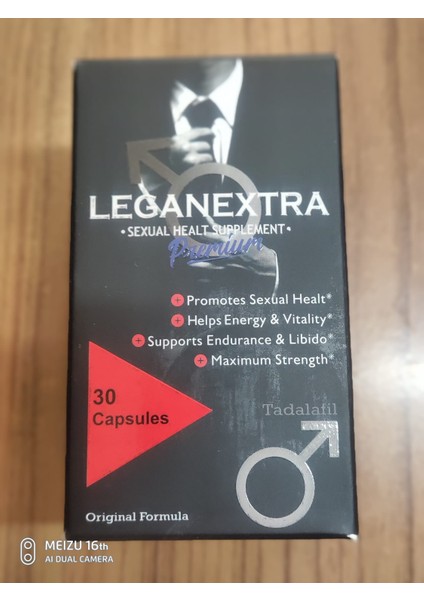 LEGANEXTRA
•SEXUAL HEALT SUPPLEMENT•
Premium
+ Promotes Sexual Healt*
+ Helps Energy & Vitality*
+ Supports Endurance & Libido*
+ Maximum Strength*
30
Capsules
Tadalafil
Original Formula
MEIZU 16th
AI DUAL CAMERA